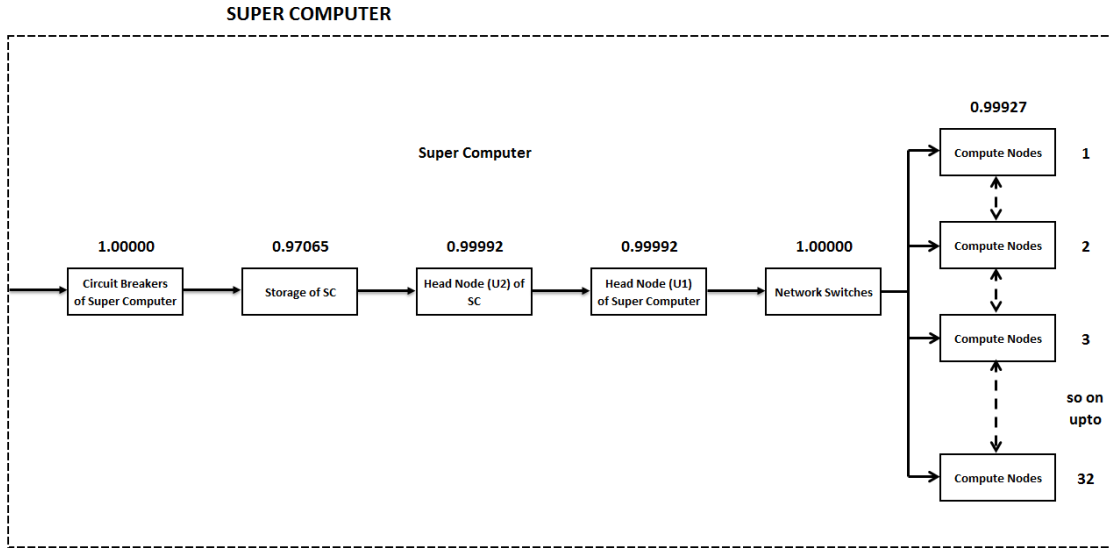 SUPER COMPUTER
0.99927
Compute Nodes 1
Super Computer
Compute Nodes 2
1.00000 0.97065 0.99992 0.99992 1.00000
Circuit Breakers
of Super Computer
Storage of SC
Head Node (U2) of
SC
Head Node (U1)
of Super Computer
Network Switches
Compute Nodes 3
so on
upto
Compute Nodes 32